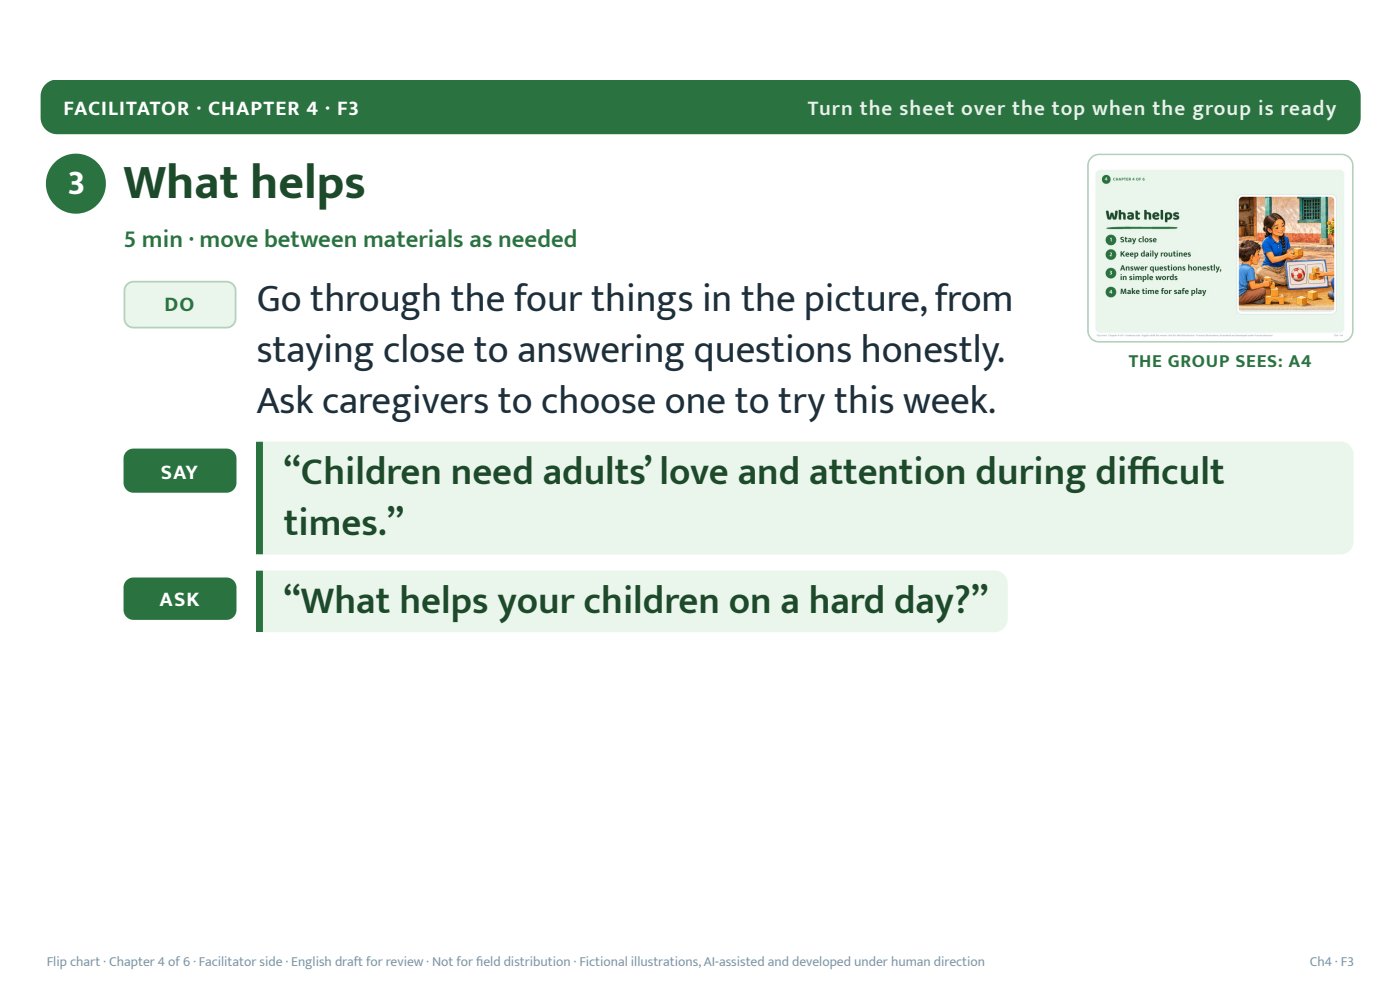 FACILITATOR · CHAPTER 4 · F3
Turn the sheet over the top when the group is ready
3 What helps
5 min · move between materials as needed
DO
Go through the four things in the picture, from
staying close to answering questions honestly.
Ask caregivers to choose one to try this week.
4 CHAPTER 4 OF 6
What helps
1 Stay close
2 Keep daily routines
3 Answer questions honestly,
in simple words
4 Make time for safe play
THE GROUP SEES: A4
SAY
“Children need adults’ love and attention during difficult
times.”
ASK
“What helps your children on a hard day?”
Flip chart · Chapter 4 of 6 · Facilitator side · English draft for review · Not for field distribution · Fictional illustrations, AI-assisted and developed under human direction
Ch4 · F3